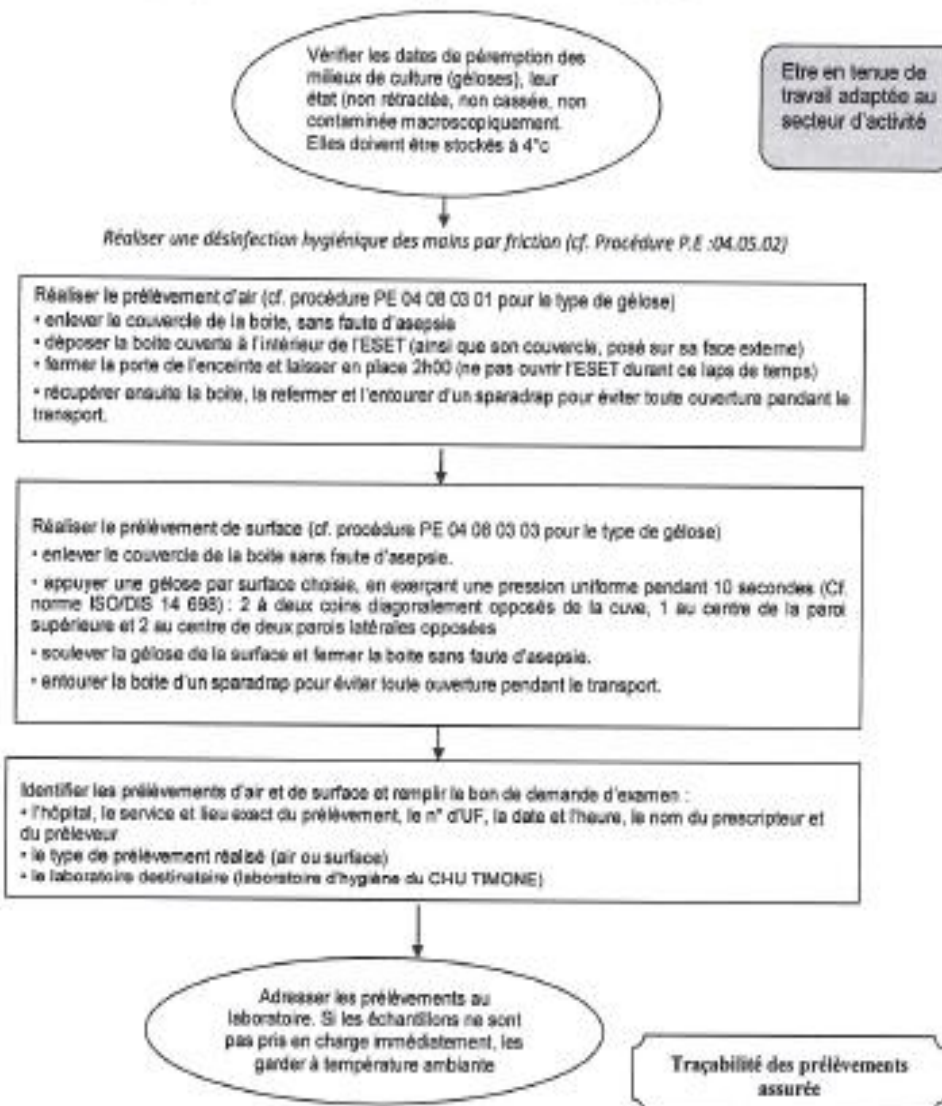 Vérifier les dates de péremption des
milieux de culture (géloses), leur
état (non rétractée, non cassée, non
contaminée macroscopiquement.
Elles doivent être stockés à 4°c
Etre en tenue de
travail adaptée au
secteur d'activité
Réaliser une désinfection hygiénique des mains par friction (cf. Procédure P.E :04.05.02)
Réaliser le prélèvement d'air (cf. procédure PE 04 08 03 01 pour le type de gélose)
• enlever le couvercle de la boite, sans faute d'asepsie
• déposer la boite ouverte à l'intérieur de l'ESET (ainsi que son couvercle, posé sur sa face externe)
• fermer la porte de l'enceinte et laisser en place 2h00 (ne pas ouvrir l'ESET durant ce laps de temps)
• récupérer ensuite la boite, la refermer et l'entourer d'un sparadrap pour éviter toute ouverture pendant le
transport.
Réaliser le prélèvement de surface (cf. procédure PE 04 08 03 03 pour le type de gélose)
• enlever le couvercle de la boite sans faute d'asepsie.
• appuyer une gélose par surface choisie, en exerçant une pression uniforme pendant 10 secondes (Cf.
norme ISO/DIS 14 698) : 2 à deux coins diagonalement opposés de la cuve, 1 au centre de la paroi
supérieure et 2 au centre de deux parois latérales opposées
• soulever la gélose de la surface et fermer la boite sans faute d'asepsie.
• entourer la boite d'un sparadrap pour éviter toute ouverture pendant le transport.
Identifier les prélèvements d'air et de surface et remplir le bon de demande d'examen :
• l'hôpital, le service et lieu exact du prélèvement, le n° d'UF, la date et l'heure, le nom du prescripteur et
du préleveur
• le type de prélèvement réalisé (air ou surface)
• le laboratoire destinataire (laboratoire d'hygiène du CHU TIMONE)
Adresser les prélèvements au
laboratoire. Si les échantillons ne sont
pas pris en charge immédiatement, les
garder à température ambiante
Traçabilité des prélèvements
assurée